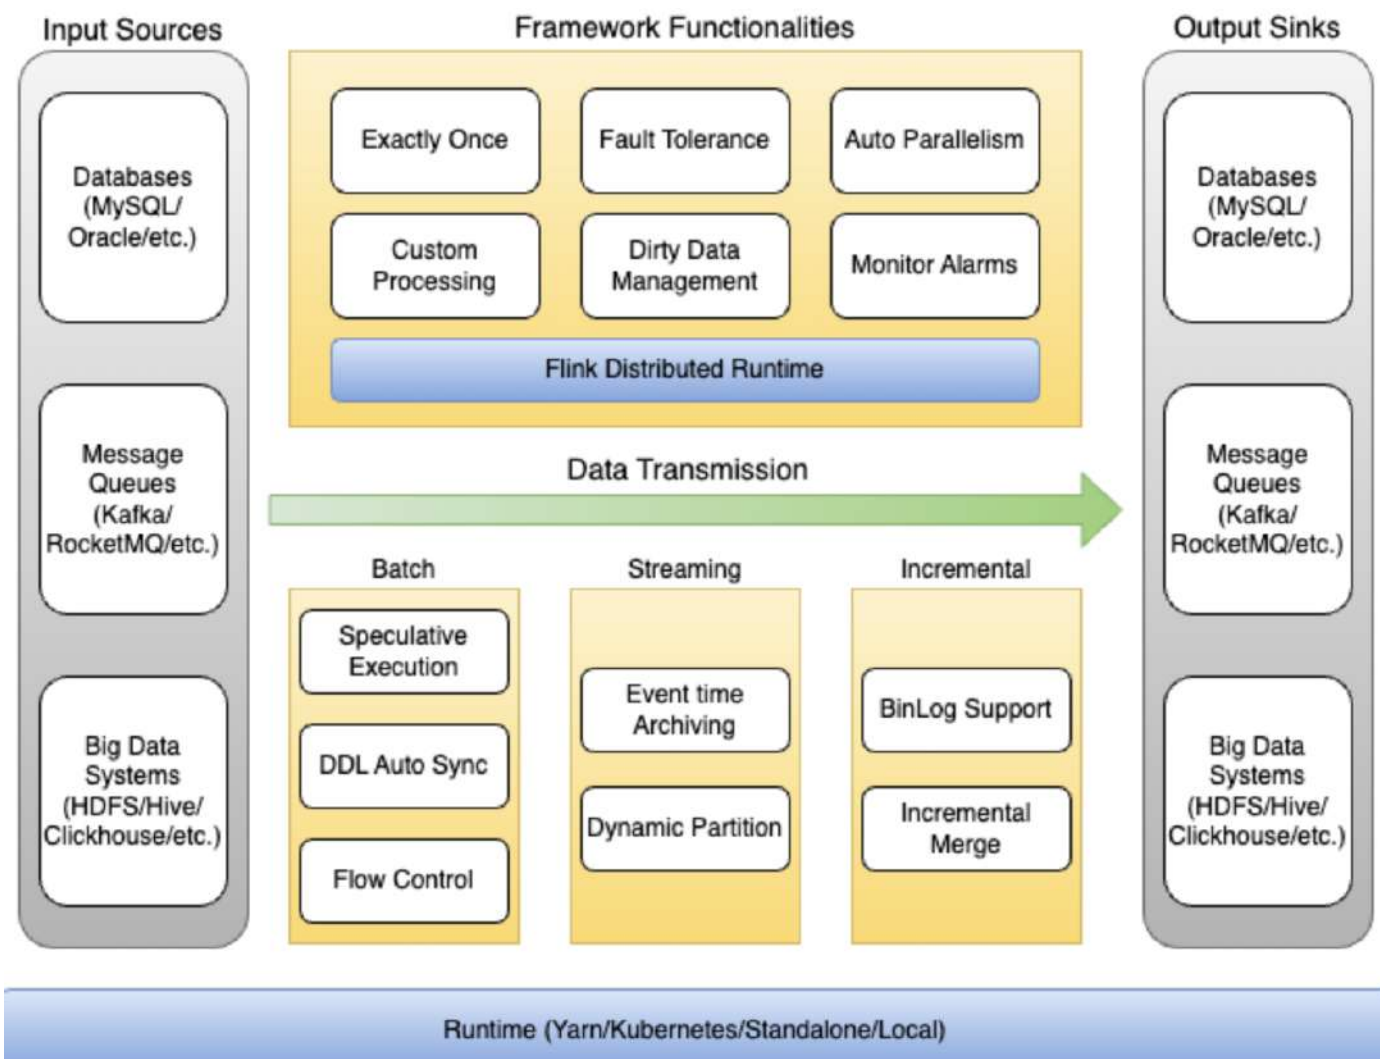 Input Sources
Databases
(MySQL/
Oracle/etc.)
Message
Queues
(Kafka/
RocketMQ/etc.)
Big Data
Systems
(HDFS/Hive/
Clickhouse/etc.)
Framework Functionalities
Exactly Once
Fault Tolerance
Auto Parallelism
Custom
Processing
Dirty Data
Management
Monitor Alarms
Flink Distributed Runtime
Data Transmission
Batch
Speculative
Execution
DDL Auto Sync
Flow Control
Streaming
Event time
Archiving
Dynamic Partition
Incremental
BinLog Support
Incremental
Merge
Output Sinks
Databases
(MySQL/
Oracle/etc.)
Message
Queues
(Kafka/
RocketMQ/etc.)
Big Data
Systems
(HDFS/Hive/
Clickhouse/etc.)
Runtime (Yarn/Kubernetes/Standalone/Local)